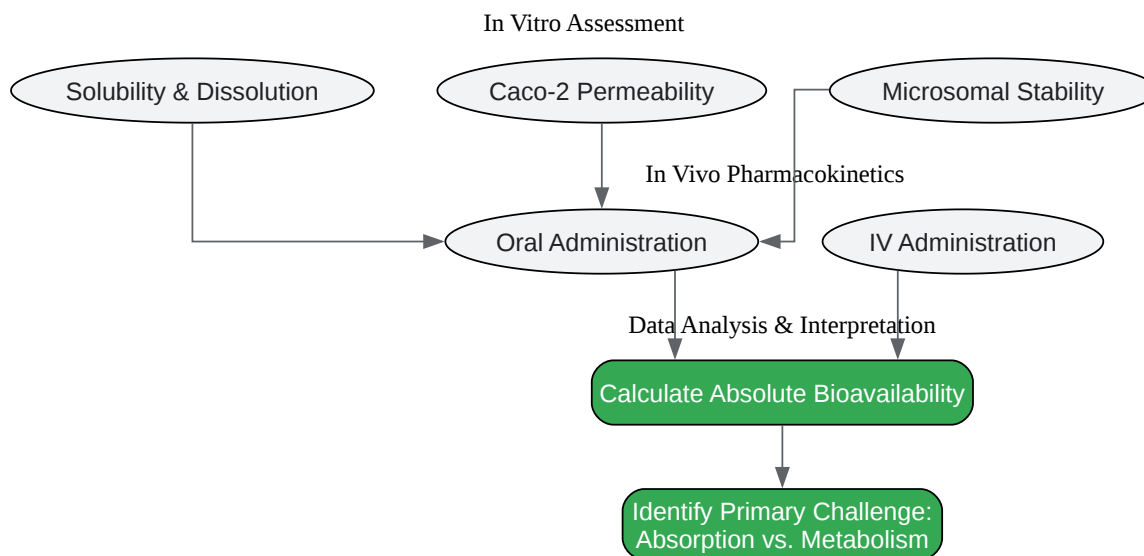 In Vitro Assessment
Solubility & Dissolution
Caco-2 Permeability
Microsomal Stability
In Vivo Pharmacokinetics
Oral Administration
IV Administration
Data Analysis & Interpretation
Calculate Absolute Bioavailability
Identify Primary Challenge:
Absorption vs. Metabolism